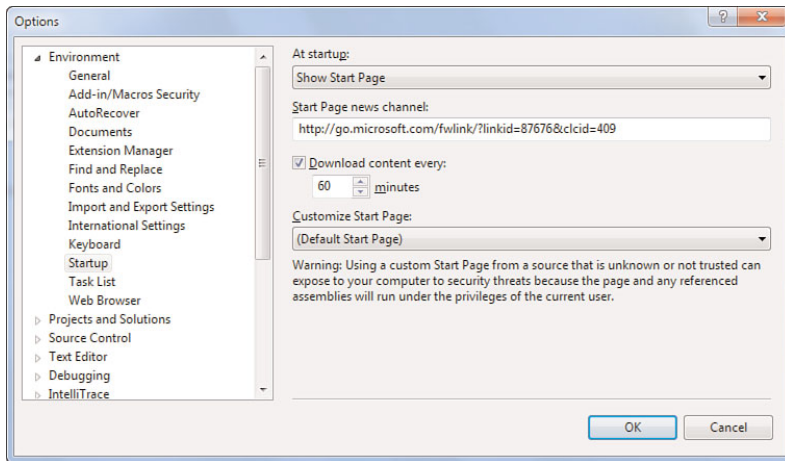 Options
Environment
General
Add-in/Macros Security
AutoRecover
Documents
Extension Manager
Find and Replace
Fonts and Colors
Import and Export Settings
International Settings
Keyboard
Startup
Task List
Web Browser
Projects and Solutions
Source Control
Text Editor
Debugging
IntelliTrace
At startup:
Show Start Page
Start Page news channel:
http://go.microsoft.com/fwlink/?linkid=87676&clcid=409
Download content every:
60 minutes
Customize Start Page:
(Default Start Page)
Warning: Using a custom Start Page from a source that is unknown or not trusted can
expose to your computer to security threats because the page and any referenced
assemblies will run under the privileges of the current user.
OK Cancel